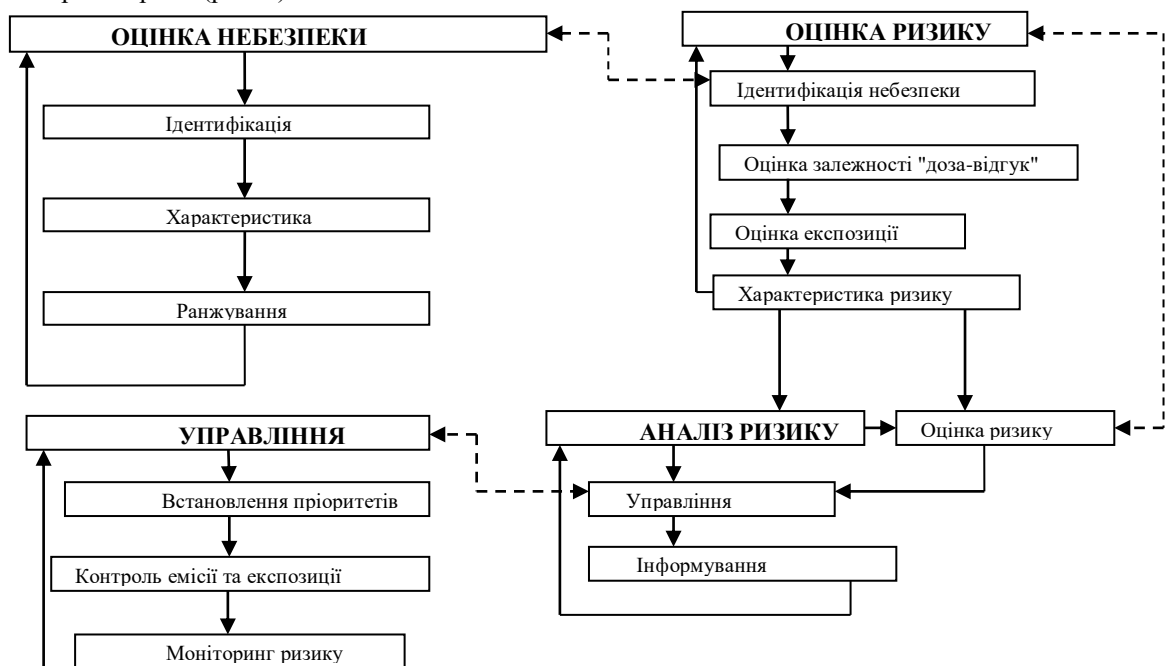 ОЦІНКА НЕБЕЗПЕКИ
Ідентифікація
Характеристика
Ранжування
ОЦІНКА РИЗИКУ
Ідентифікація небезпеки
Оцінка залежності "доза-відгук"
Оцінка експозиції
Характеристика ризику
УПРАВЛІННЯ
Встановлення пріоритетів
Контроль емісії та експозиції
Моніторинг ризику
АНАЛІЗ РИЗИКУ
Оцінка ризику
Управління
Інформування